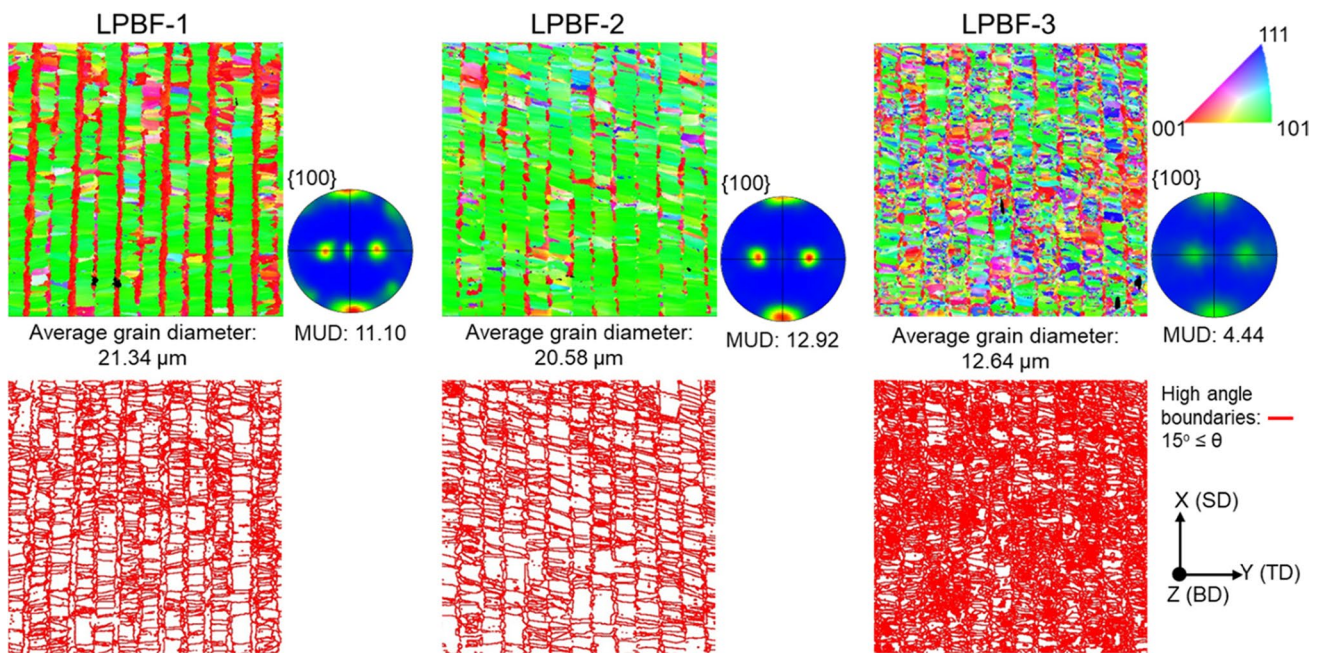 LPBF-1
LPBF-2
LPBF-3
111
001
101
{100}
{100}
{100}
Average grain diameter:
21.34 µm
MUD: 11.10
Average grain diameter:
20.58 µm
MUD: 12.92
Average grain diameter:
12.64 µm
MUD: 4.44
High angle
boundaries:
15° ≤ θ
X (SD)
Y (TD)
Z (BD)